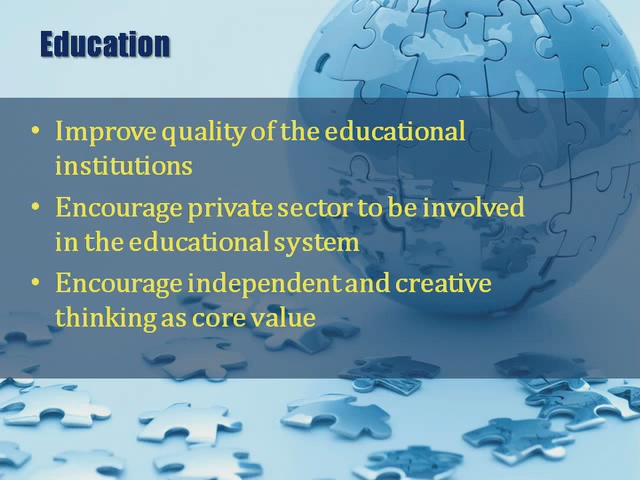 Education
• Improve quality of the educational
institutions
• Encourage private sector to be involved
in the educational system
• Encourage independent and creative
thinking as core value